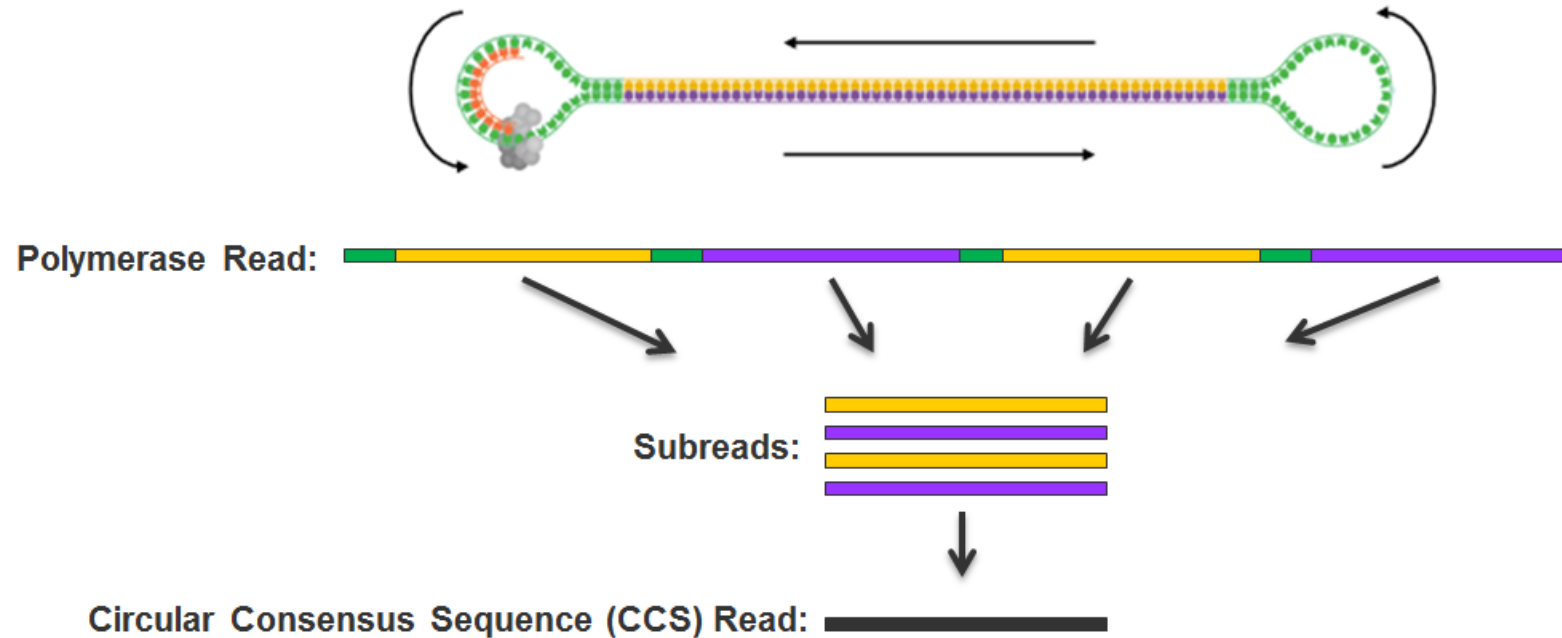 Polymerase Read:
Subreads:
Circular Consensus Sequence (CCS) Read: